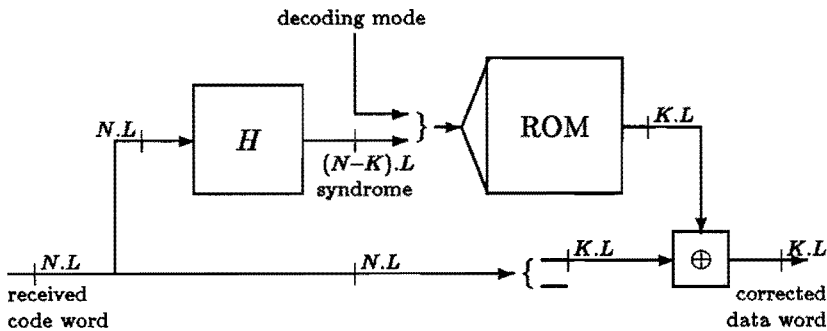 decoding mode
N.L
H
(N−K).L
syndrome
}
ROM
K.L
N.L
N.L
{
K.L
⊕
K.L
received
code word
corrected
data word